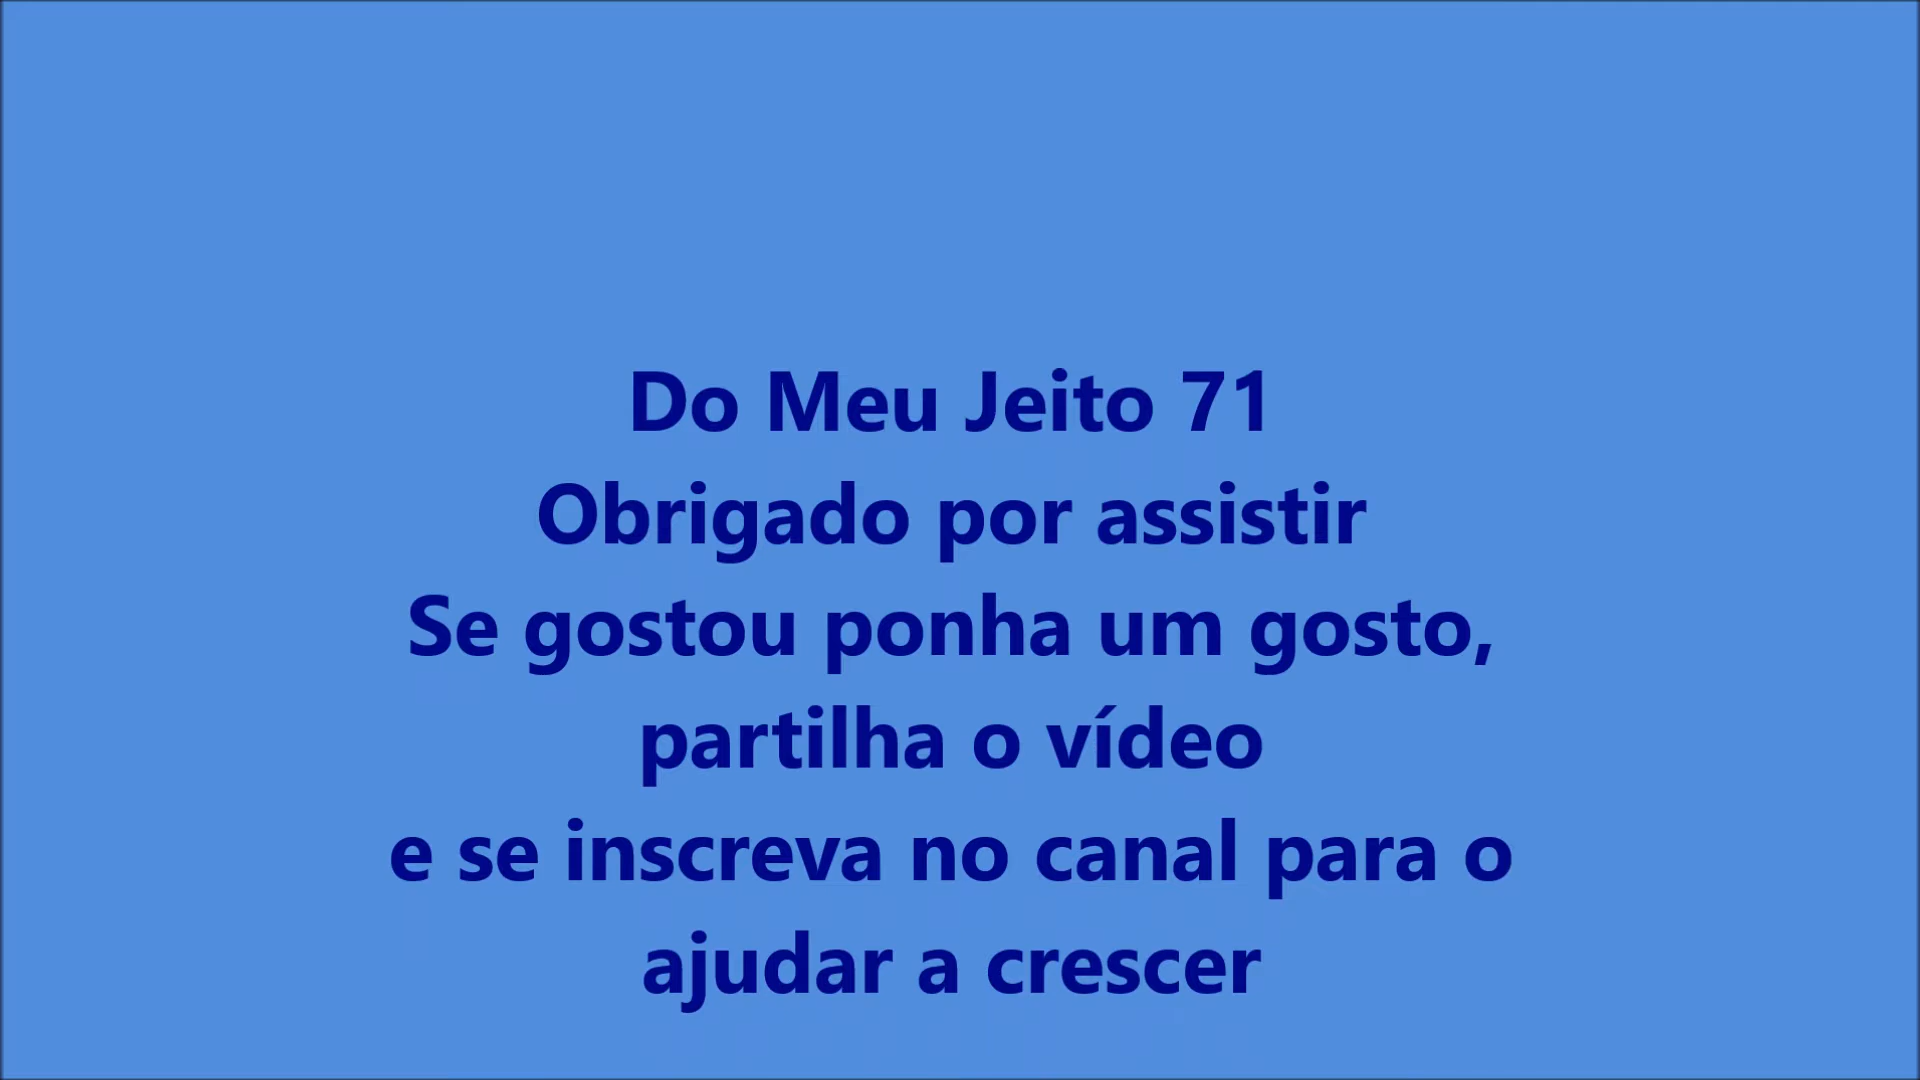 Do Meu Jeito 71
Obrigado por assistir
Se gostou ponha um gosto,
partilha o vídeo
e se inscreva no canal para o
ajudar a crescer